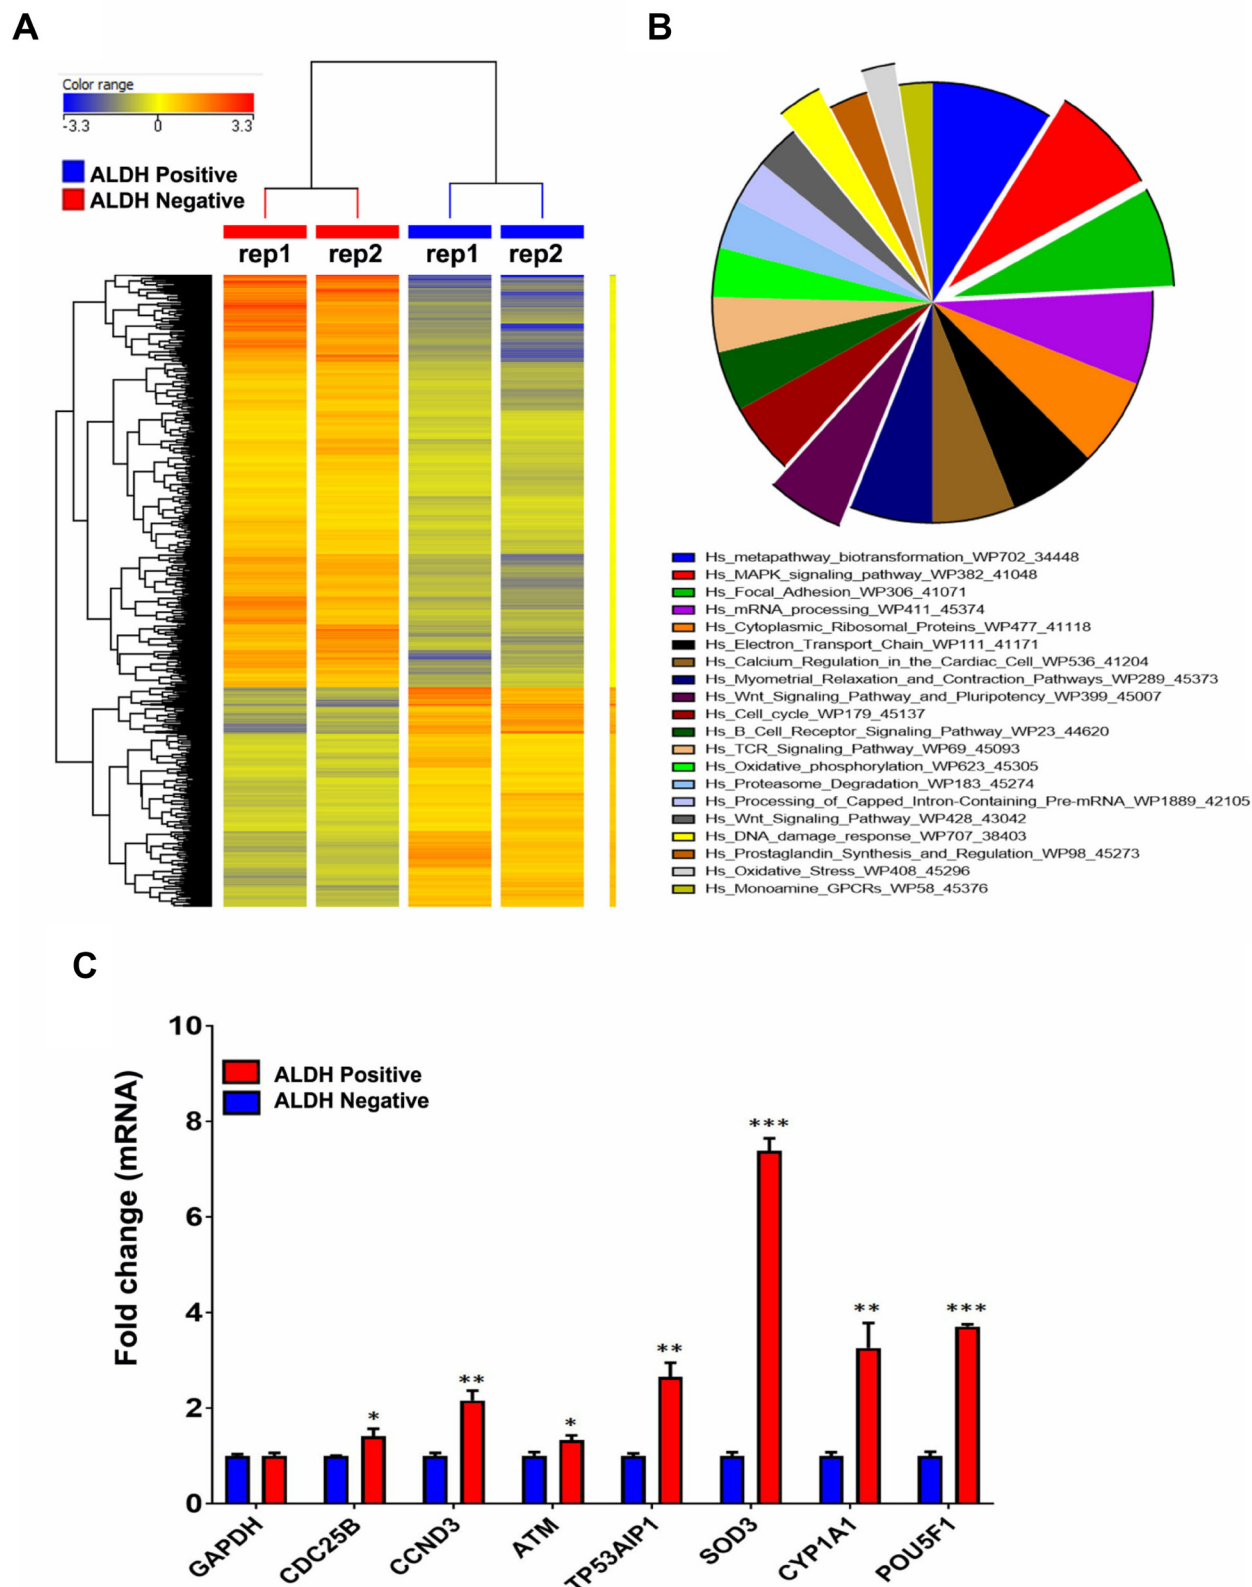 A
B
Color range
-3.3 0 3.3
ALDH Positive
ALDH Negative
rep1 rep2 rep1 rep2
Hs_metapathway_biotransformation_WP702_34448
Hs_MAPK_signaling_pathway_WP382_41048
Hs_Focal_Adhesion_WP306_41071
Hs_mRNA_processing_WP411_45374
Hs_Cytoplasmic_Ribosomal_Proteins_WP477_41118
Hs_Electron_Transport_Chain_WP111_41171
Hs_Calcium_Regulation_in_the_Cardiac_Cell_WP536_41204
Hs_Myometrial_Relaxation_and_Contraction_Pathways_WP289_45373
Hs_Wnt_Signaling_Pathway_and_Pluripotency_WP399_45007
Hs_Cell_cycle_WP179_45137
Hs_B_Cell_Receptor_Signaling_Pathway_WP23_44620
Hs_TCR_Signaling_Pathway_WP69_45093
Hs_Oxidative_phosphorylation_WP623_45305
Hs_Proteasome_Degradation_WP183_45274
Hs_Processing_of_Capped_Intron-Containing_Pre-mRNA_WP1889_42105
Hs_Wnt_Signaling_Pathway_WP428_43042
Hs_DNA_damage_response_WP707_38403
Hs_Prostaglandin_Synthesis_and_Regulation_WP98_45273
Hs_Oxidative_Stress_WP408_45296
Hs_Monoamine_GPCRs_WP58_45376
C
Fold change (mRNA)
10
8
6
4
2
0
ALDH Positive
ALDH Negative
* ** * ** *** ** ***
GAPDH CDC25B CCND3 ATM TP53AIP1 SOD3 CYP1A1 POU5F1